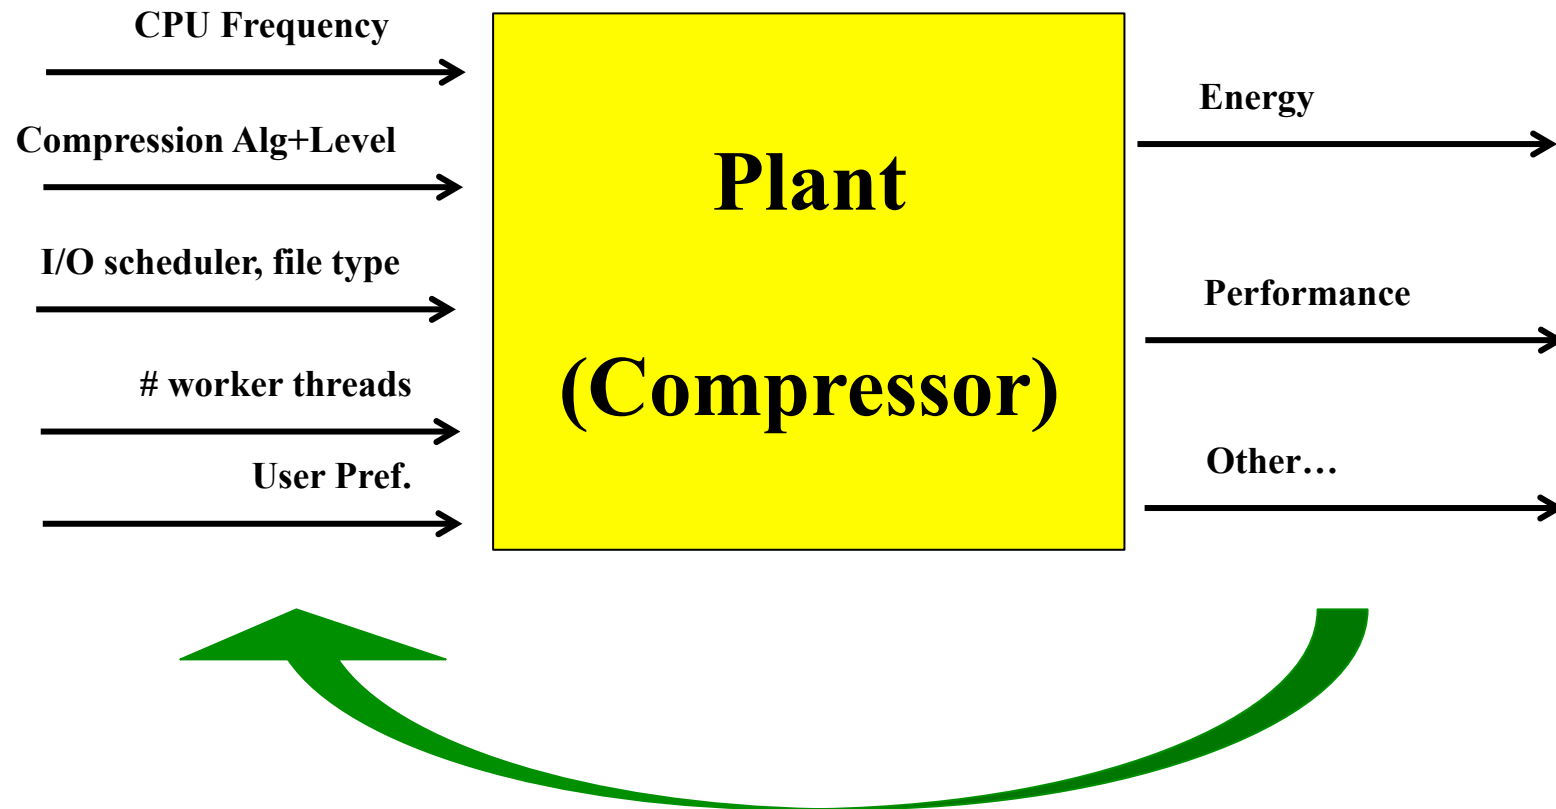 CPU Frequency
Compression Alg+Level
I/O scheduler, file type
# worker threads
User Pref.
Plant
(Compressor)
Energy
Performance
Other…